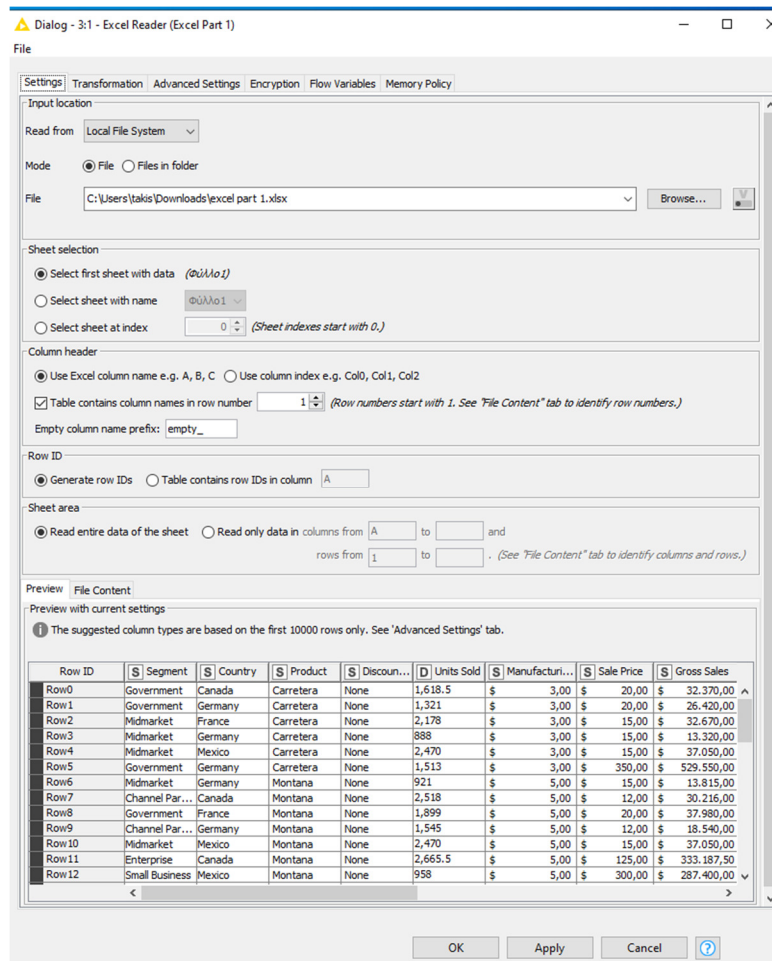 Dialog - 3:1 - Excel Reader (Excel Part 1)
File
Settings Transformation Advanced Settings Encryption Flow Variables Memory Policy
Input location
Read from Local File System
Mode File Files in folder
File C:\Users\takis\Downloads\excel part 1.xlsx Browse... V
Sheet selection
Select first sheet with data (Φύλλο1)
Select sheet with name Φύλλο1
Select sheet at index 0 (Sheet indexes start with 0.)
Column header
Use Excel column name e.g. A, B, C Use column index e.g. Col0, Col1, Col2
Table contains column names in row number 1 (Row numbers start with 1. See "File Content" tab to identify row numbers.)
Empty column name prefix: empty_
Row ID
Generate row IDs Table contains row IDs in column A
Sheet area
Read entire data of the sheet Read only data in columns from A to and
rows from 1 to . (See "File Content" tab to identify columns and rows.)
Preview File Content
Preview with current settings
i The suggested column types are based on the first 10000 rows only. See 'Advanced Settings' tab.
Row ID S Segment S Country S Product S Discoun... D Units Sold S Manufacturi... S Sale Price S Gross Sales
Row0 Government Canada Carretera None 1,618.5 $ 3,00 $ 20,00 $ 32.370,00
Row1 Government Germany Carretera None 1,321 $ 3,00 $ 20,00 $ 26.420,00
Row2 Midmarket France Carretera None 2,178 $ 3,00 $ 15,00 $ 32.670,00
Row3 Midmarket Germany Carretera None 888 $ 3,00 $ 15,00 $ 13.320,00
Row4 Midmarket Mexico Carretera None 2,470 $ 3,00 $ 15,00 $ 37.050,00
Row5 Government Germany Carretera None 1,513 $ 3,00 $ 350,00 $ 529.550,00
Row6 Midmarket Germany Montana None 921 $ 5,00 $ 15,00 $ 13.815,00
Row7 Channel Par... Canada Montana None 2,518 $ 5,00 $ 12,00 $ 30.216,00
Row8 Government France Montana None 1,899 $ 5,00 $ 20,00 $ 37.980,00
Row9 Channel Par... Germany Montana None 1,545 $ 5,00 $ 12,00 $ 18.540,00
Row10 Midmarket Mexico Montana None 2,470 $ 5,00 $ 15,00 $ 37.050,00
Row11 Enterprise Canada Montana None 2,665.5 $ 5,00 $ 125,00 $ 333.187,50
Row12 Small Business Mexico Montana None 958 $ 5,00 $ 300,00 $ 287.400,00
OK Apply Cancel ?